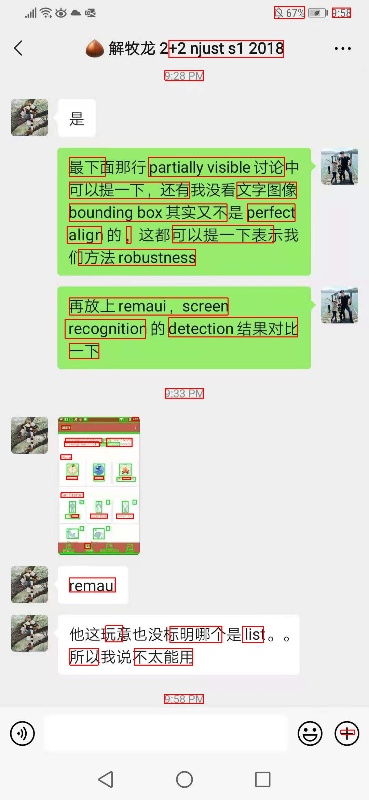 67% 9:58
解牧龙 2+2 njust s1 2018
9:28 PM
是
最下面那行 partially visible 讨论中
可以提一下，还有我没看文字图像
bounding box 其实又不是 perfect
align 的，这都可以提一下表示我
们方法 robustness
再放上 remaui，screen
recognition 的 detection 结果对比
一下
9:33 PM
remaui
他这玩意也没标明哪个是 list。。
所以我说不太能用
9:58 PM
中